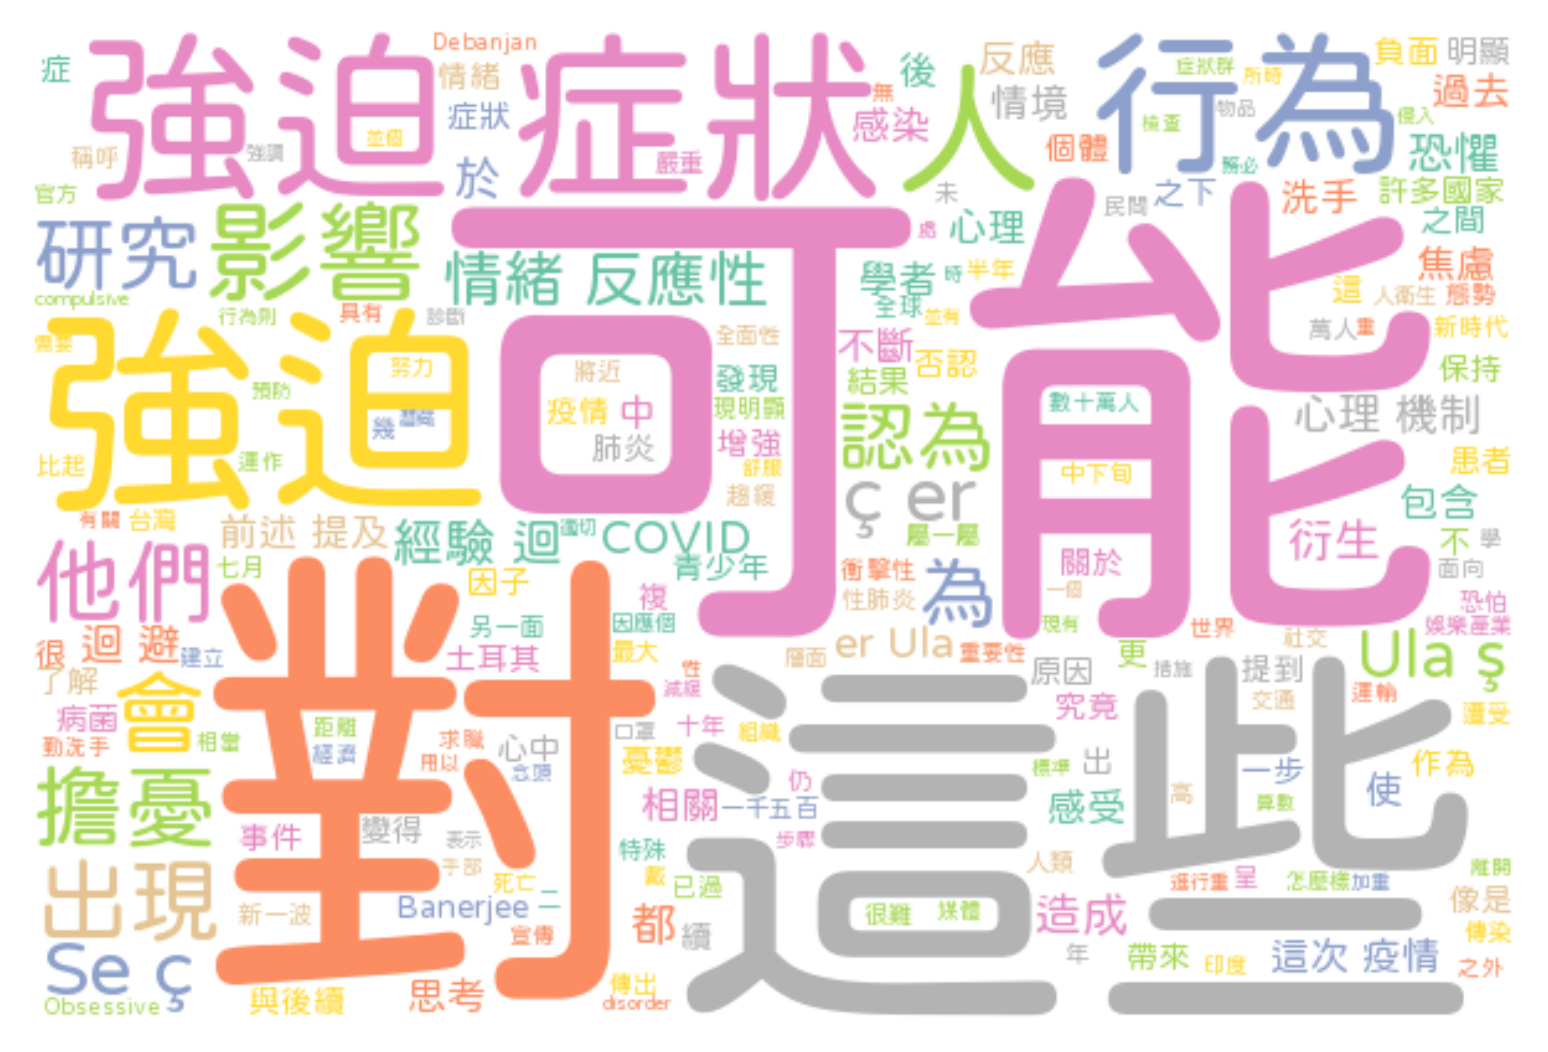 症
強迫 症狀
Debanjan
情緒
症狀
後
反應
情境
人
行為
症狀群
所時
負面
明顯
過去
物品
檢查
侵入
無
感染
稱呼
強調
並個
於
嚴重
個體
恐懼
官方
未
民間
之下
洗手
許多國家
研究
影響
可能
處
心理
之間
情緒 反應性
學者
時
半年
焦慮
這
人衛生
態勢
compulsive
行為則
具有
診斷
全球
並有
萬人
重
新時代
需要
強迫
努力
全面性
不斷
否認
將近
發現
結果
保持
預防
幾
疫情
中
現明顯
數十萬人
心理 機制
肺炎
增強
認為
比起
運作
舒服
中下旬
患者
趨緩
ç er
包含
有關
台灣
前述 提及
經驗 迴
適切
COVID
屬一屬
衍生
不
學
他們
七月
因子
青少年
衝擊性
為
關於
面向
複
性肺炎
一個
恐怕
另一面
因應個
現有
世界
娛樂產業
很
迴 避
建立
對
土耳其
最大
er Ula
重要性
更
社交
Ula ş
層面
了解
會
性
減緩
這些
原因
措施
提到
病菌
距離
口罩
十年
組織
究竟
交通
運輸
遭受
勤洗手
相當
經濟
求職
心中
用以
念頭
憂鬱
仍
標準
出
一步
作為
擔憂
相關
一千五百
感受
高
算數
使
事件
變得
表示
步驟
特殊
手部
人類
離開
出現
死亡
戴
已過
進行重
呈
怎麼樣
加重
新一波
Banerjee
二
很難
媒體
造成
像是
宣傳
都
續
傳染
Se ç
年
帶來
印度
這次 疫情
之外
Obsessive
與後續
思考
傳出
disorder